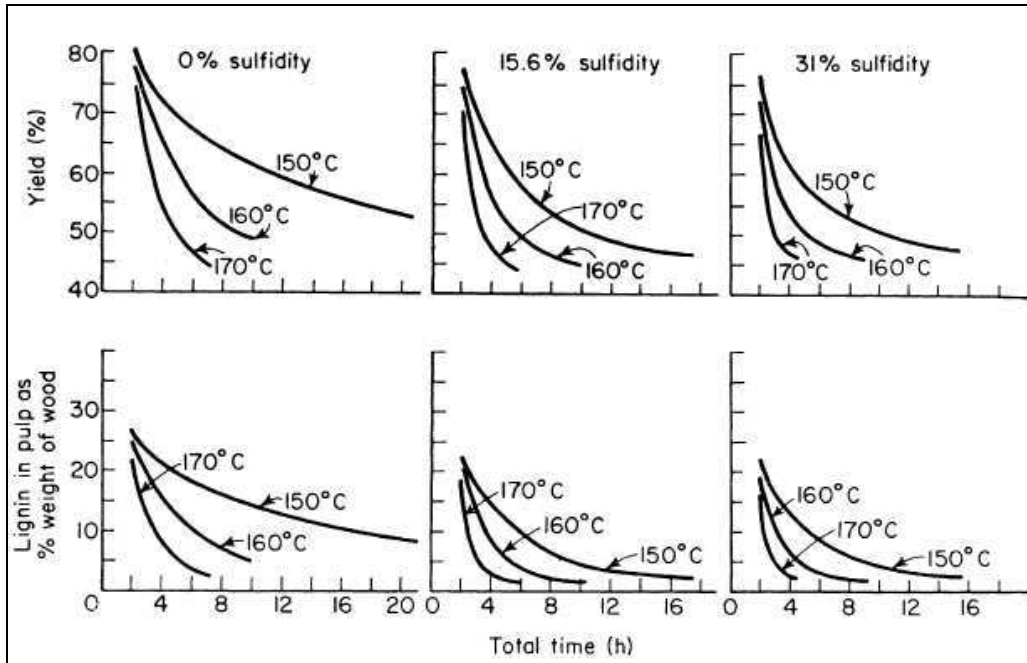 80
70
60
50
40
Yield (%)
0% sulfidity
150°C
160°C
170°C
15.6% sulfidity
150°C
170°C
160°C
31% sulfidity
150°C
170°C
160°C
30
25
20
15
10
0
Lignin in pulp as
% weight of wood
170°C
150°C
160°C
0 4 8 12 16 20
170°C
160°C
150°C
0 4 8 12 16
160°C
170°C
150°C
0 4 8 12 16
Total time (h)